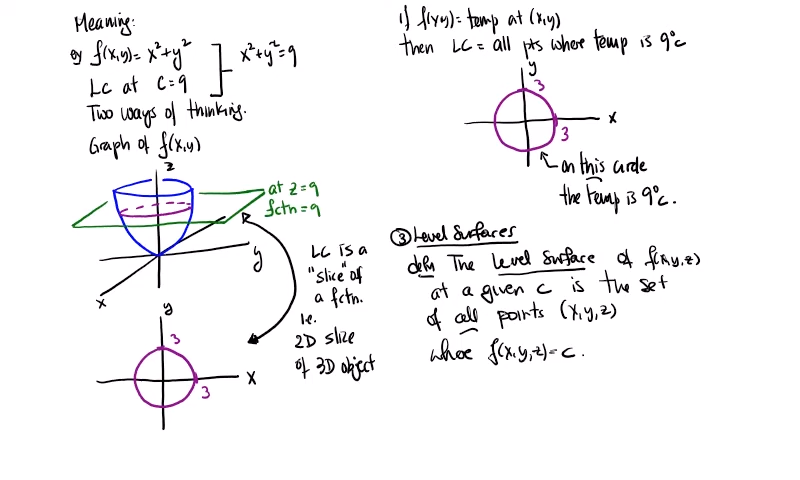 Meaning:
eg f(x,y)= x²+y²
LC at C=9
x²+y²=9
Two ways of thinking.
Graph of f(x,y)
z
at z=9
fctn=9
y
x
LC is a
"slice" of
a fctn.
ie.
2D slice
of 3D object
y
3
x
3
if f(x,y)= temp at (x,y)
then LC = all pts where temp is 9°C
y
3
x
3
on this circle
the temp is 9°C.
③ Level Surfaces
defn The level surface of f(x,y,z)
at a given c is the set
of all points (x,y,z)
where f(x,y,z)=c.